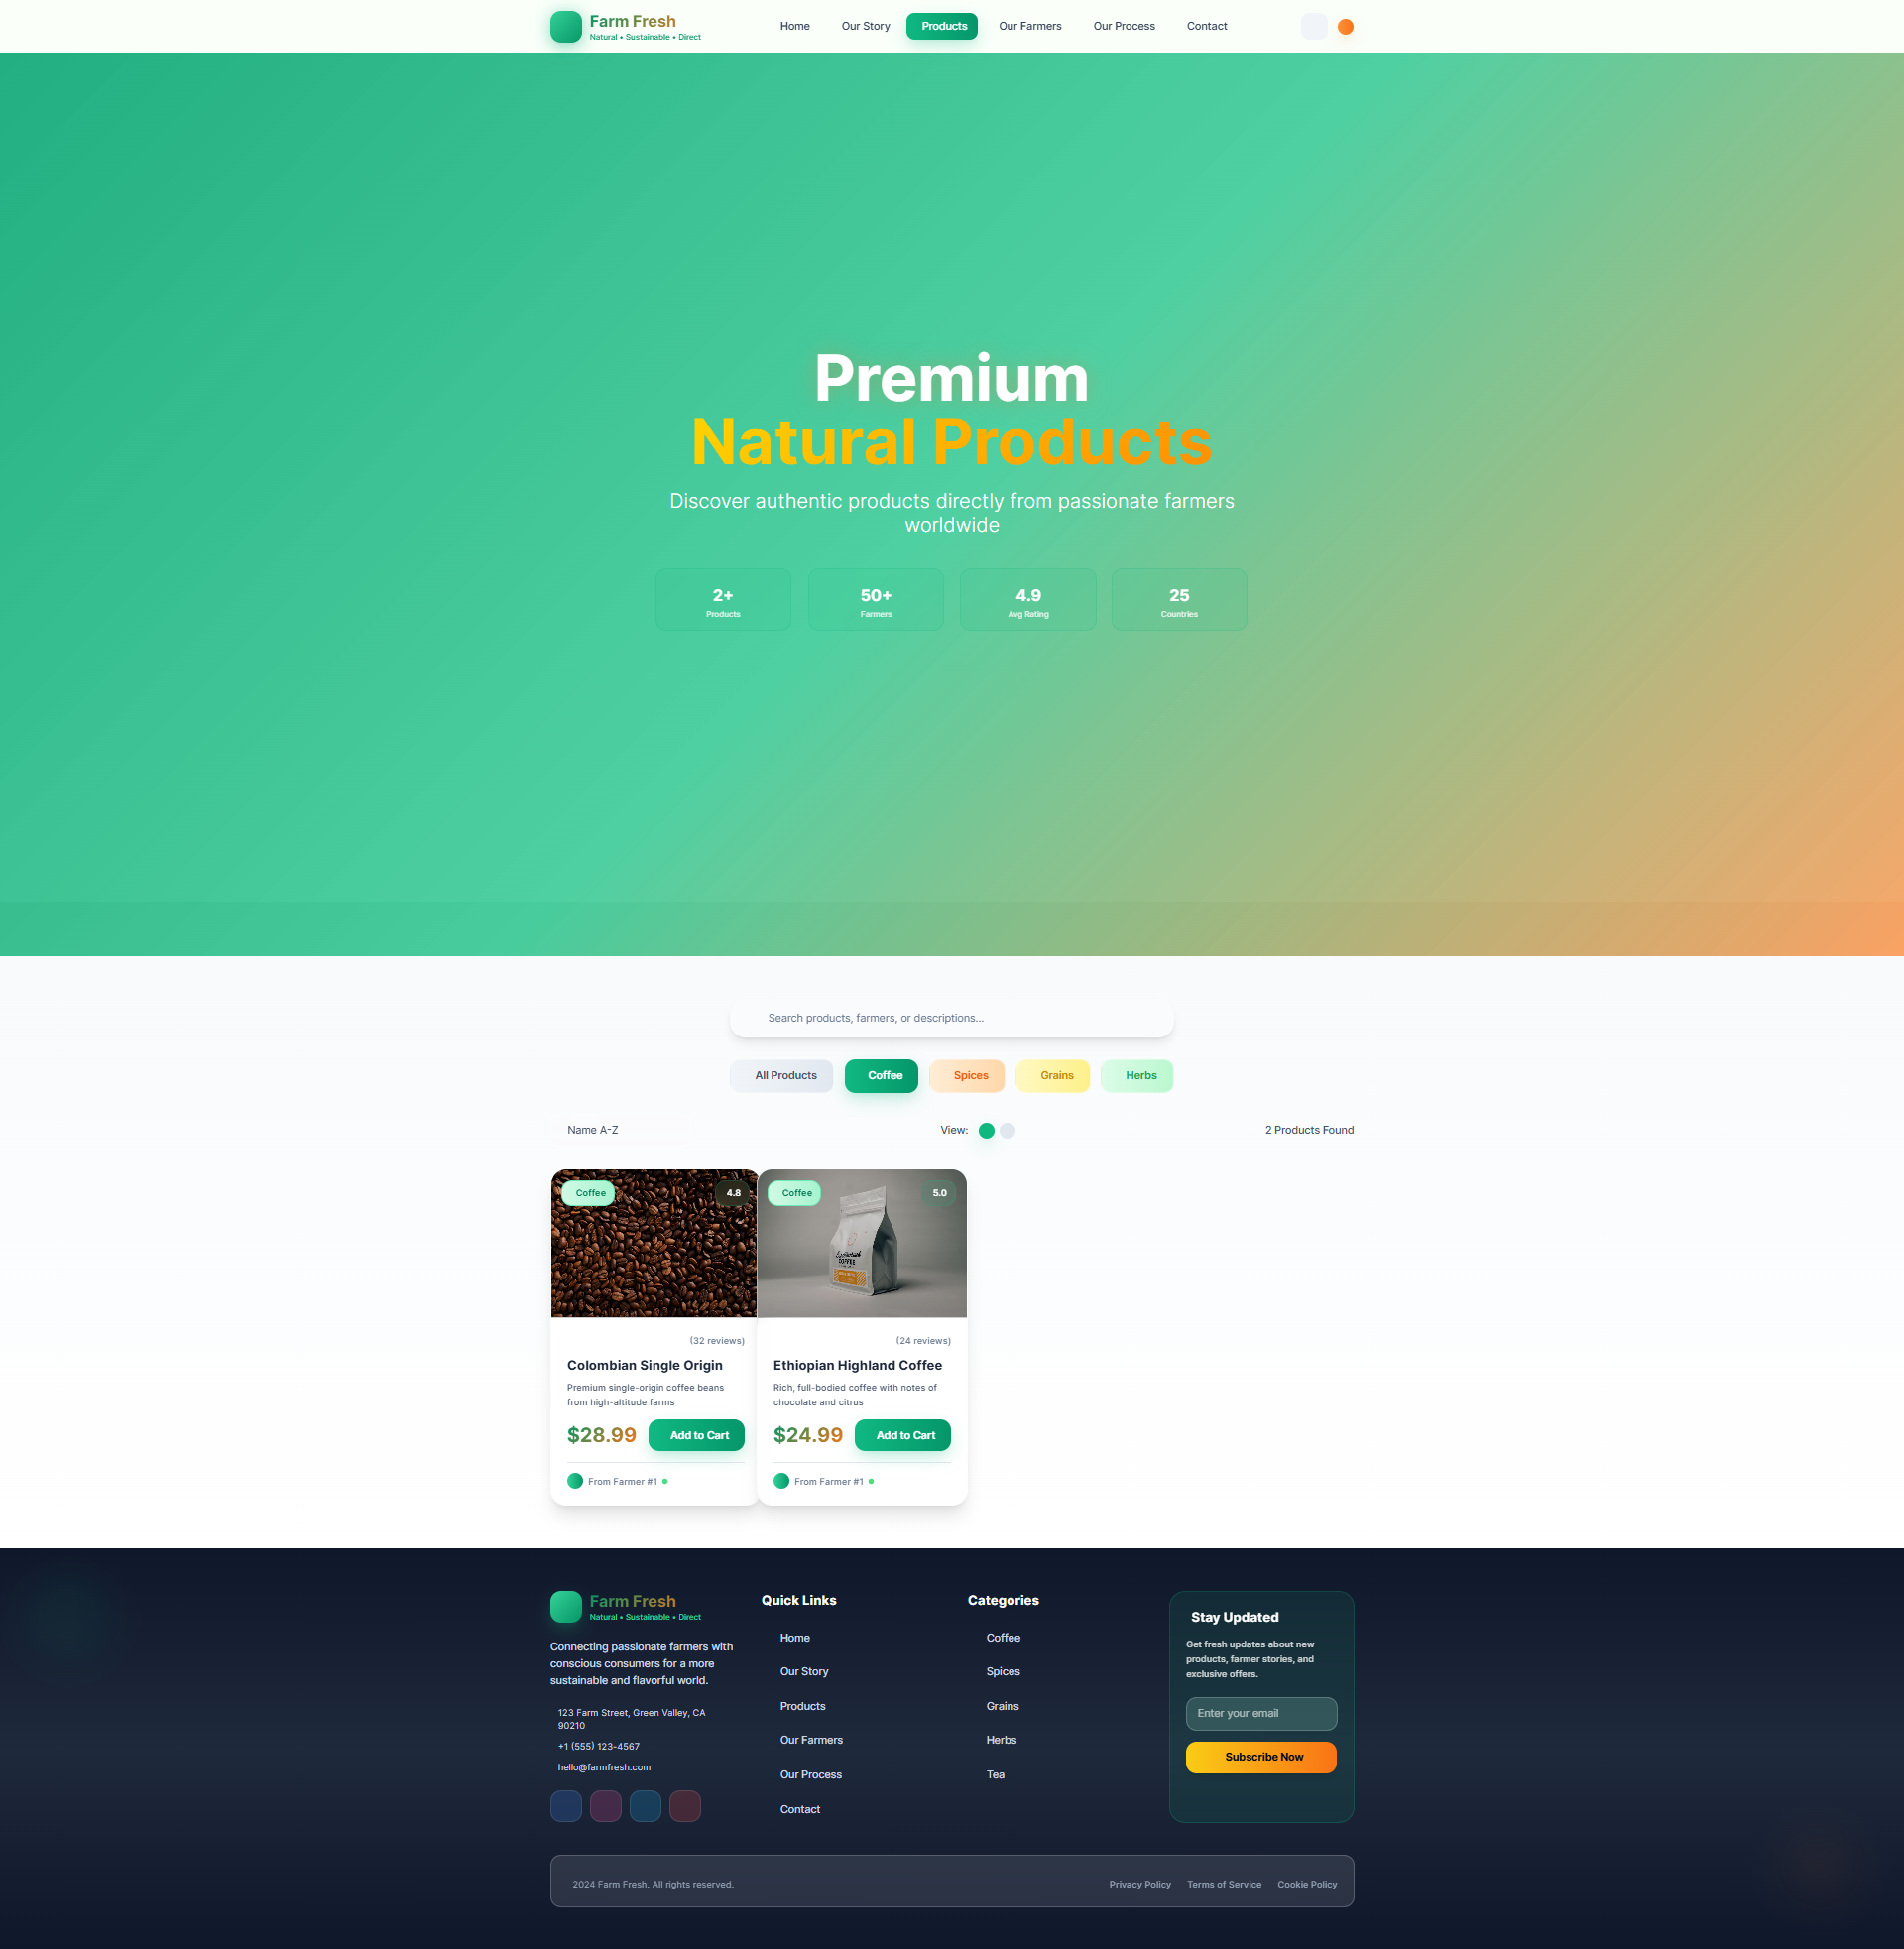 Farm Fresh
Natural • Sustainable • Direct
Home
Our Story
Products
Our Farmers
Our Process
Contact
Premium
Natural Products
Discover authentic products directly from passionate farmers
worldwide
2+
Products
50+
Farmers
4.9
Avg Rating
25
Countries
Search products, farmers, or descriptions...
All Products
Coffee
Spices
Grains
Herbs
Name A-Z
View:
2 Products Found
Coffee
4.8
(32 reviews)
Colombian Single Origin
Premium single-origin coffee beans
from high-altitude farms
$28.99
Add to Cart
From Farmer #1
Coffee
5.0
COFFEE
(24 reviews)
Ethiopian Highland Coffee
Rich, full-bodied coffee with notes of
chocolate and citrus
$24.99
Add to Cart
From Farmer #1
Farm Fresh
Natural • Sustainable • Direct
Connecting passionate farmers with
conscious consumers for a more
sustainable and flavorful world.
123 Farm Street, Green Valley, CA
90210
+1 (555) 123-4567
hello@farmfresh.com
Quick Links
Home
Our Story
Products
Our Farmers
Our Process
Contact
Categories
Coffee
Spices
Grains
Herbs
Tea
Stay Updated
Get fresh updates about new
products, farmer stories, and
exclusive offers.
Enter your email
Subscribe Now
2024 Farm Fresh. All rights reserved.
Privacy Policy
Terms of Service
Cookie Policy